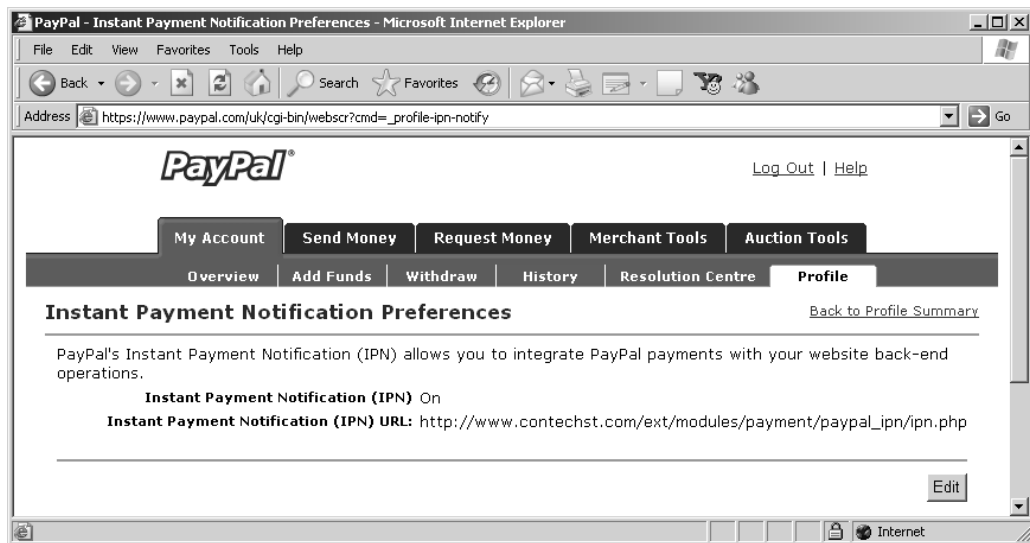 PayPal - Instant Payment Notification Preferences - Microsoft Internet Explorer
File Edit View Favorites Tools Help
Back Search Favorites
Address https://www.paypal.com/uk/cgi-bin/webscr?cmd=_profile-ipn-notify Go
PayPal®
Log Out | Help
My Account Send Money Request Money Merchant Tools Auction Tools
Overview Add Funds Withdraw History Resolution Centre Profile
Instant Payment Notification Preferences Back to Profile Summary
PayPal's Instant Payment Notification (IPN) allows you to integrate PayPal payments with your website back-end
operations.
Instant Payment Notification (IPN) On
Instant Payment Notification (IPN) URL: http://www.contechst.com/ext/modules/payment/paypal_ipn/ipn.php
Edit
Internet